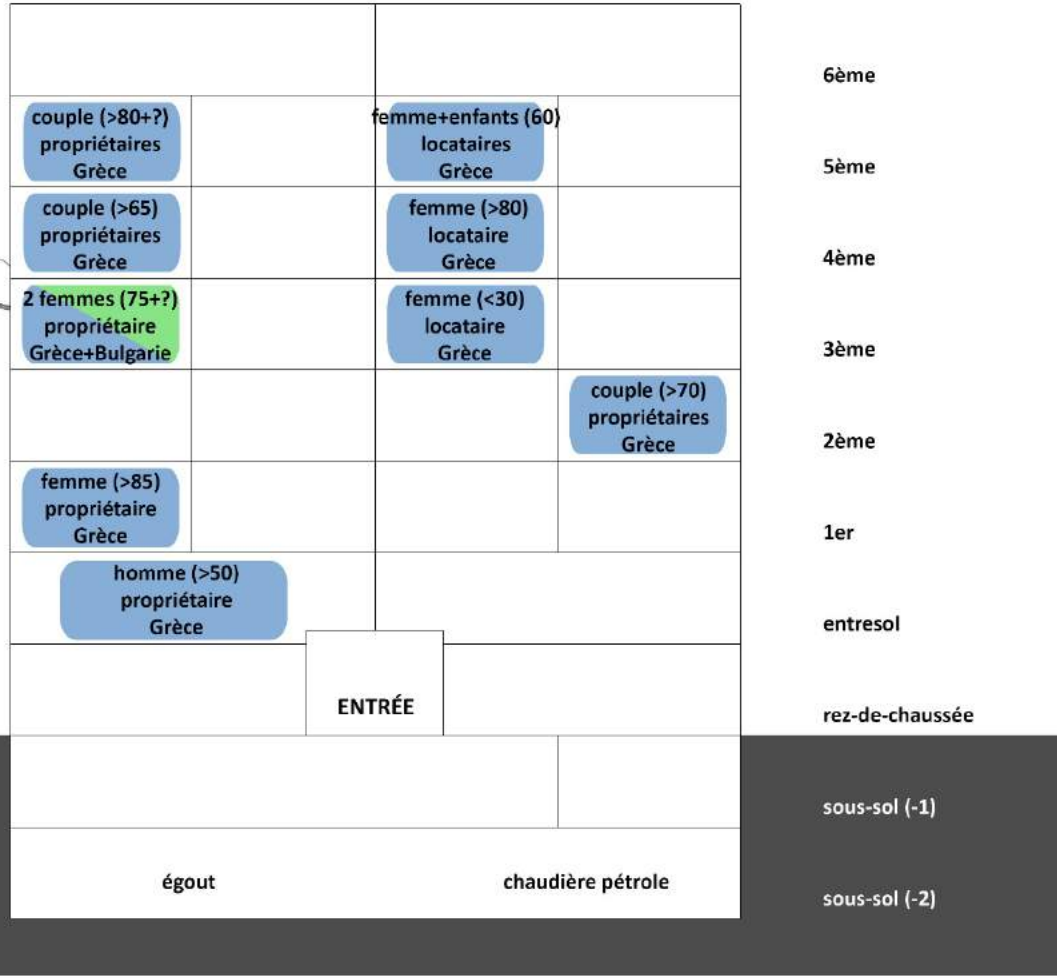 6ème
couple (>80+?)
propriétaires
Grèce
femme+enfants (60)
locataires
Grèce
5ème
couple (>65)
propriétaires
Grèce
femme (>80)
locataire
Grèce
4ème
2 femmes (75+?)
propriétaire
Grèce+Bulgarie
femme (<30)
locataire
Grèce
3ème
couple (>70)
propriétaires
Grèce
2ème
femme (>85)
propriétaire
Grèce
1er
homme (>50)
propriétaire
Grèce
entresol
ENTRÉE
rez-de-chaussée
sous-sol (-1)
égout
chaudière pétrole
sous-sol (-2)